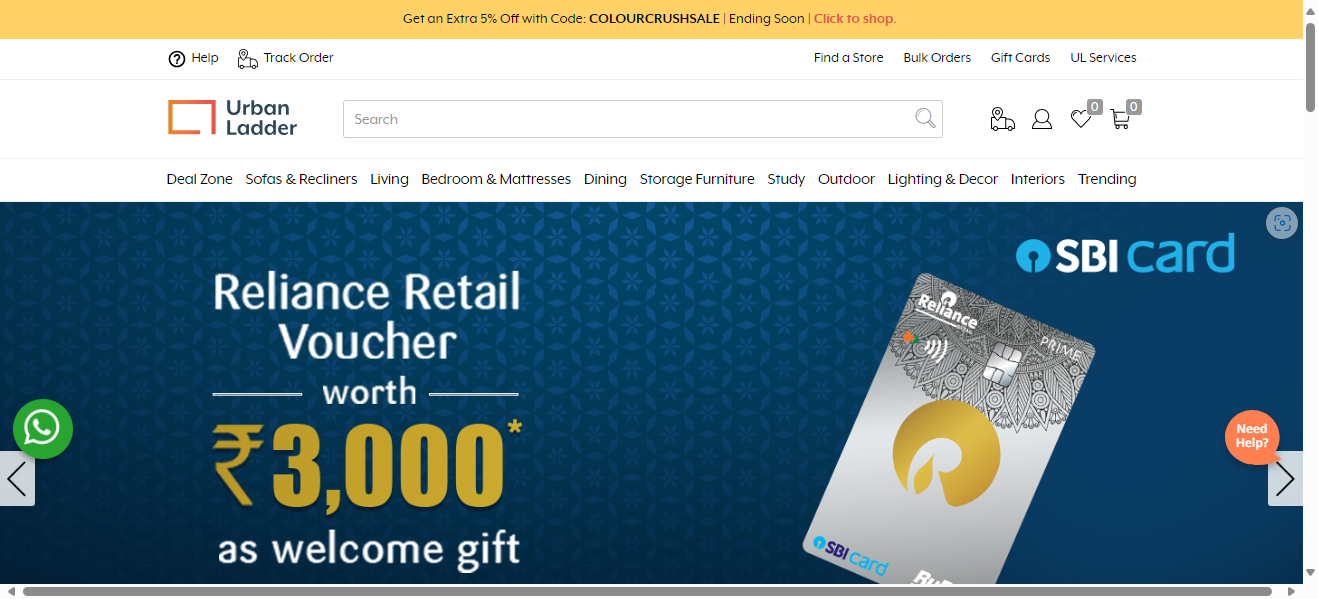 Get an Extra 5% Off with Code: COLOURCRUSHSALE | Ending Soon | Click to shop.
Help Track Order Find a Store Bulk Orders Gift Cards UL Services
Urban
Ladder
Search
0 0
Deal Zone Sofas & Recliners Living Bedroom & Mattresses Dining Storage Furniture Study Outdoor Lighting & Decor Interiors Trending
SBI card
Reliance Retail
Voucher
worth
₹3,000*
as welcome gift
Reliance
PRIME
SBI card
Need
Help?